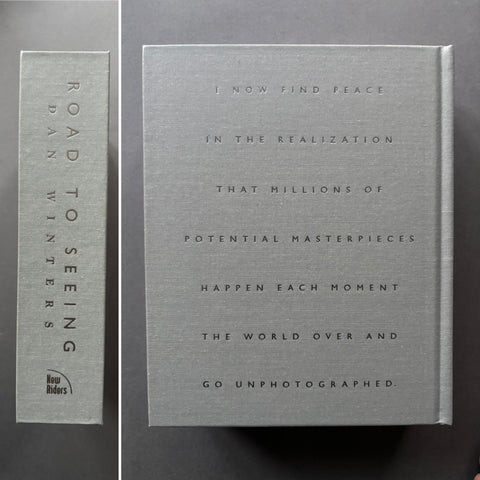 ROAD TO SEEING
DAN WINTERS
New
Riders
I NOW FIND PEACE
IN THE REALIZATION
THAT MILLIONS OF
POTENTIAL MASTERPIECES
HAPPEN EACH MOMENT
THE WORLD OVER AND
GO UNPHOTOGRAPHED.